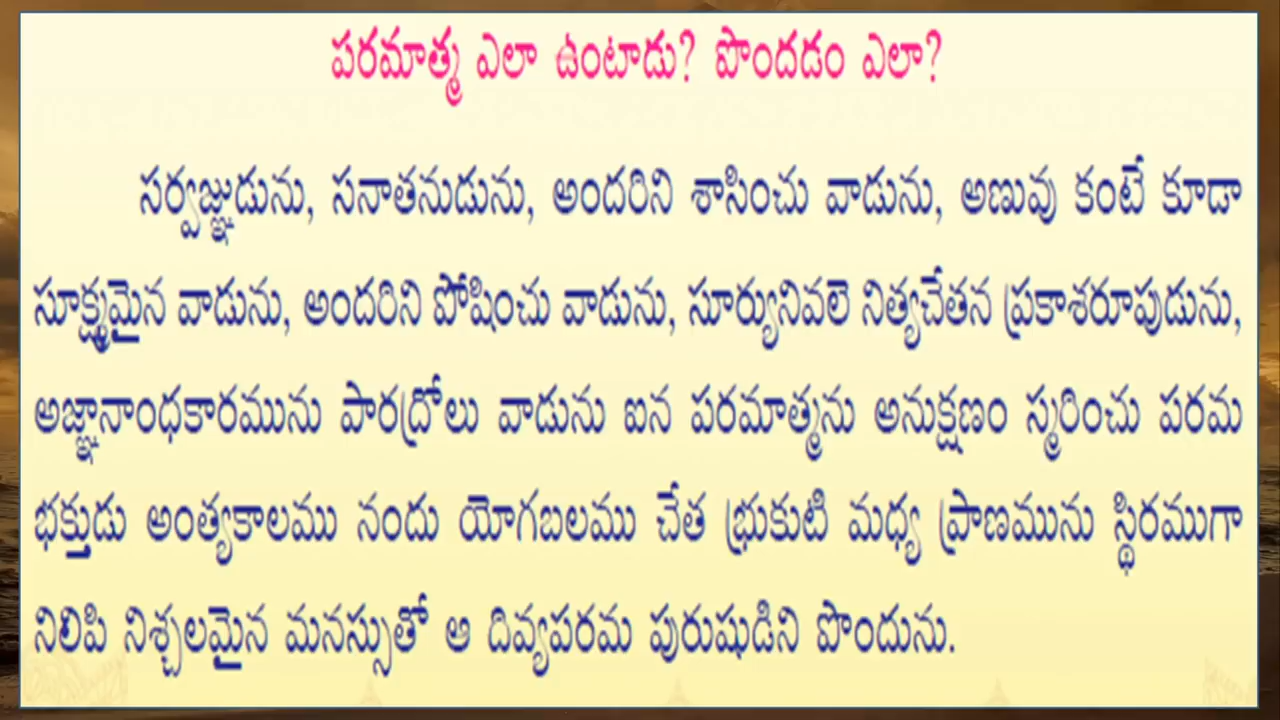 పరమాత్మ ఎలా ఉంటాడు? పొందడం ఎలా?
సర్వజ్ఞుడును, సనాతనుడును, అందరిని శాసించు వాడును, అణువు కంటే కూడా
సూక్ష్మమైన వాడును, అందరిని పోషించు వాడును, సూర్యునివలె నిత్యచేతన ప్రకాశరూపుడును,
అజ్ఞానాంధకారమును పారద్రోలు వాడును ఐన పరమాత్మను అనుక్షణం స్మరించు పరమ
భక్తుడు అంత్యకాలము నందు యోగబలము చేత భ్రుకుటి మధ్య ప్రాణమును స్థిరముగా
నిలిపి నిశ్చలమైన మనస్సుతో ఆ దివ్యపరమ పురుషుడిని పొందును.